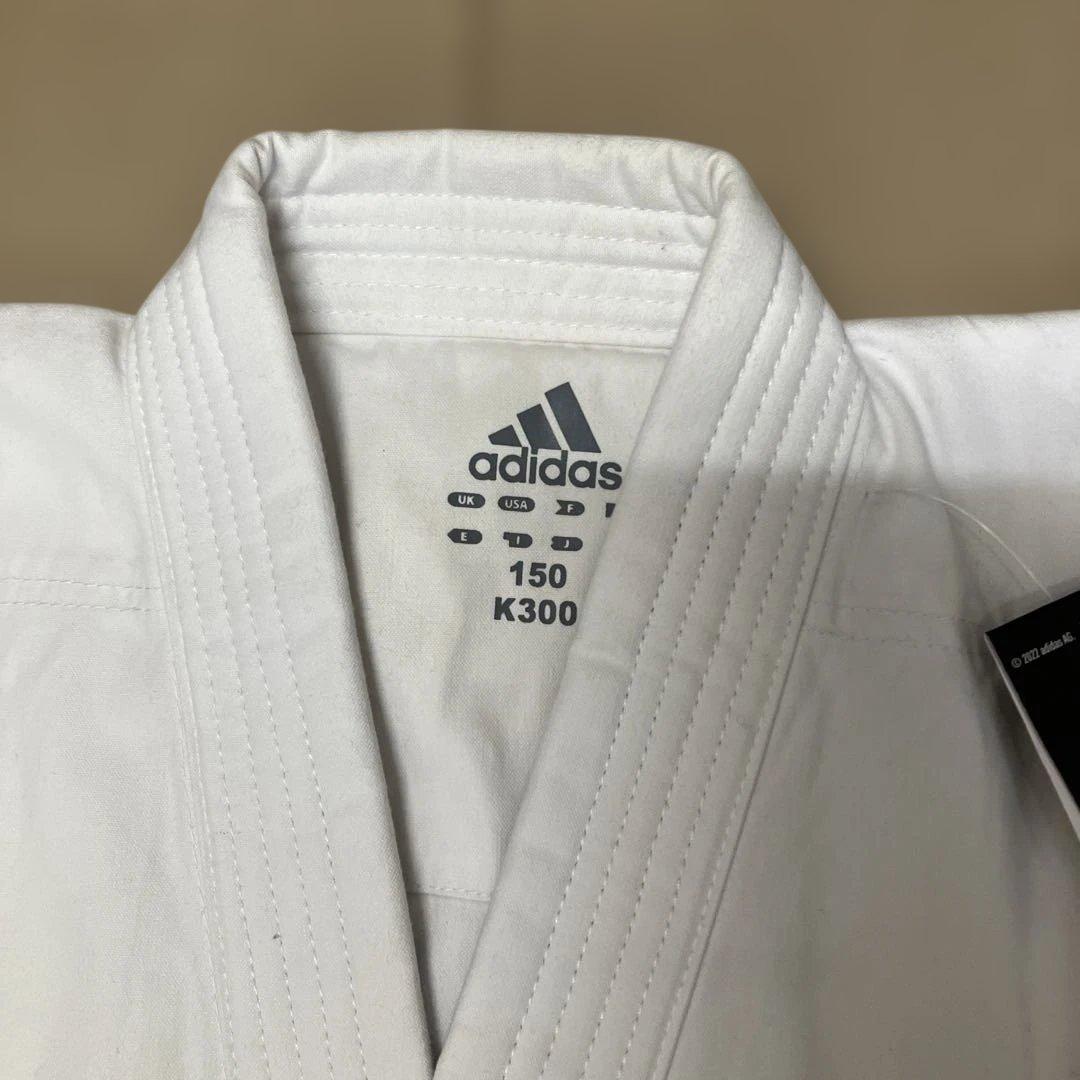 adidas
UK USA F
E I J
150
K300
© 2022 adidas AG.